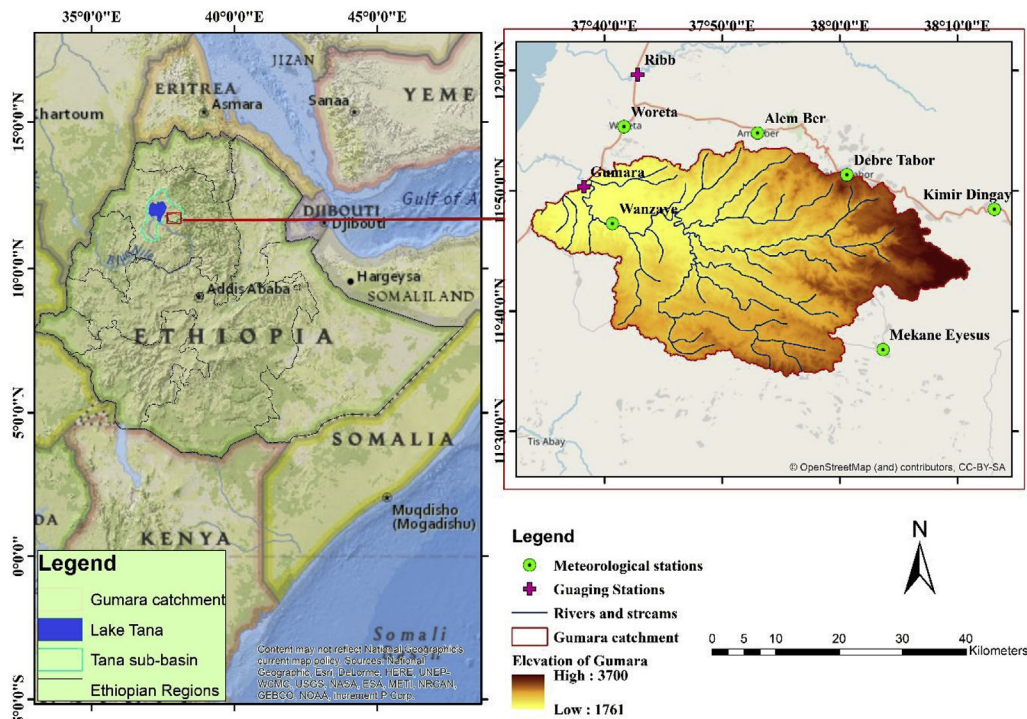 35°0'0"E
40°0'0"E
45°0'0"E
15°0'0"N
10°0'0"N
5°0'0"N
0°0'0"
JIZAN
ERITREA
Asmara
Sanaa
YEME
Khartoum
Gulf of A
DJIBOUTI
Djibouti
Hargeysa
SOMALILAND
Addis Ababa
ETHIOPIA
SOMALIA
Muqdisho
(Mogadishu)
KENYA
DA
Somali
Legend
Gumara catchment
Lake Tana
Tana sub-basin
Ethiopian Regions
Content may not reflect National Geographic's
current map policy. Sources: National
Geographic, Esri, DeLorme, HERE, UNEP-
WCMC, USGS, NASA, ESA, METI, NRCAN,
GEBCO, NOAA, increment P Corp.
37°40'0"E
37°50'0"E
38°0'0"E
38°10'0"E
12°0'0"N
11°50'0"N
11°40'0"N
11°30'0"N
Ribb
Woreta
Alem Ber
Debre Tabor
Gumara
Kimir Dingay
Wanzaye
Mekane Eyesus
Tis Abay
© OpenStreetMap (and) contributors, CC-BY-SA
Legend
Meteorological stations
Guaging Stations
Rivers and streams
Gumara catchment
Elevation of Gumara
High : 3700
Low : 1761
N
0 5 10 20 30 40
Kilometers